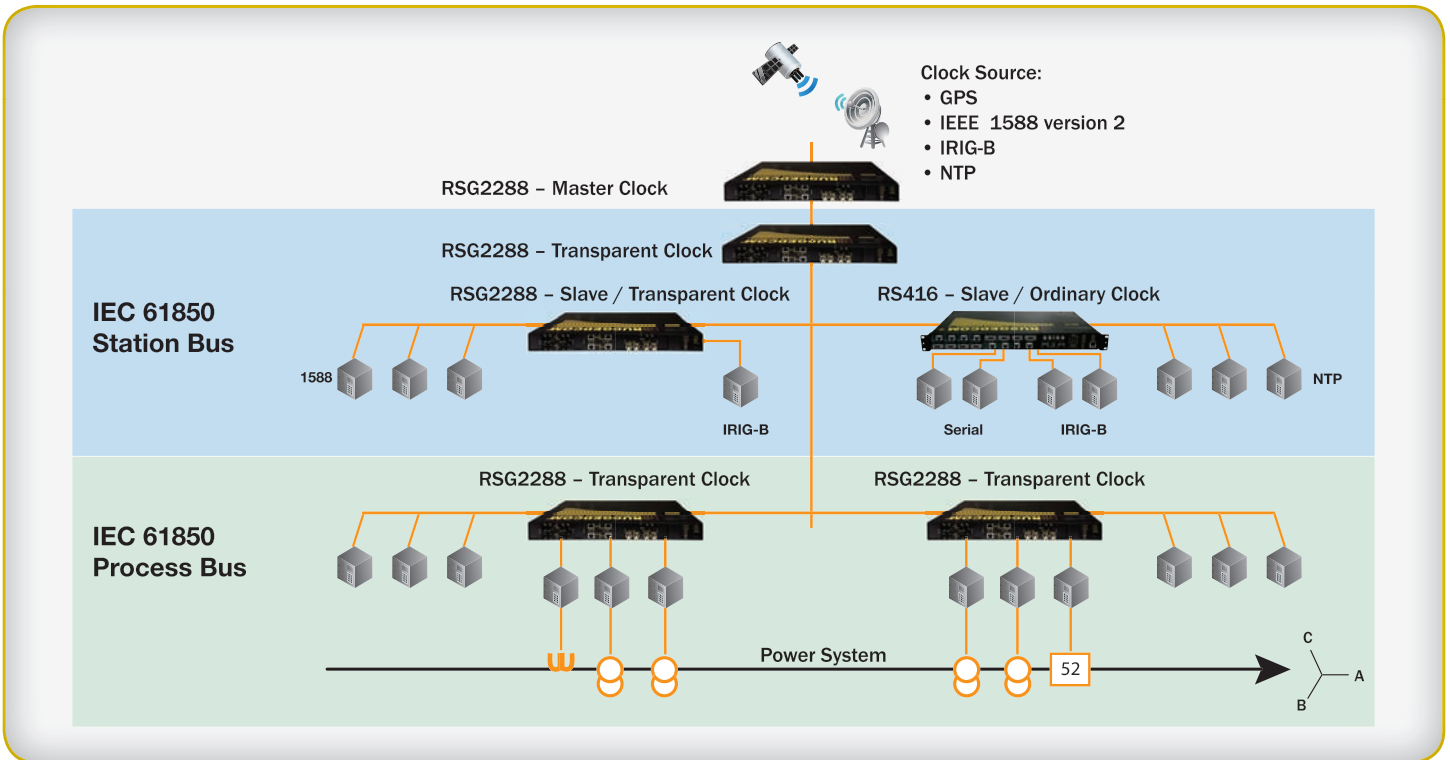 Clock Source:
• GPS
• IEEE 1588 version 2
• IRIG-B
• NTP
RSG2288 – Master Clock
RSG2288 – Transparent Clock
IEC 61850
Station Bus
RSG2288 – Slave / Transparent Clock
RS416 – Slave / Ordinary Clock
1588
IRIG-B
Serial
IRIG-B
NTP
IEC 61850
Process Bus
RSG2288 – Transparent Clock
RSG2288 – Transparent Clock
Power System
52
C
A
B